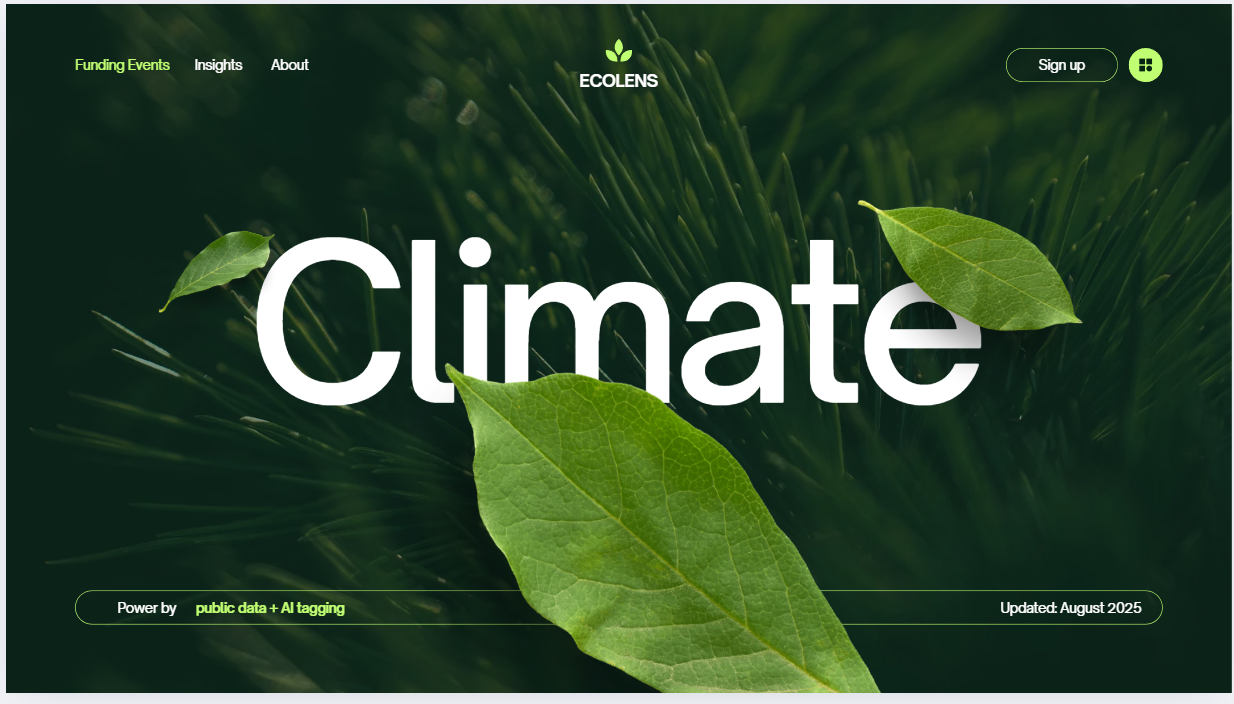 Funding Events Insights About
ECOLENS
Sign up
Climate
Power by public data + AI tagging
Updated: August 2025